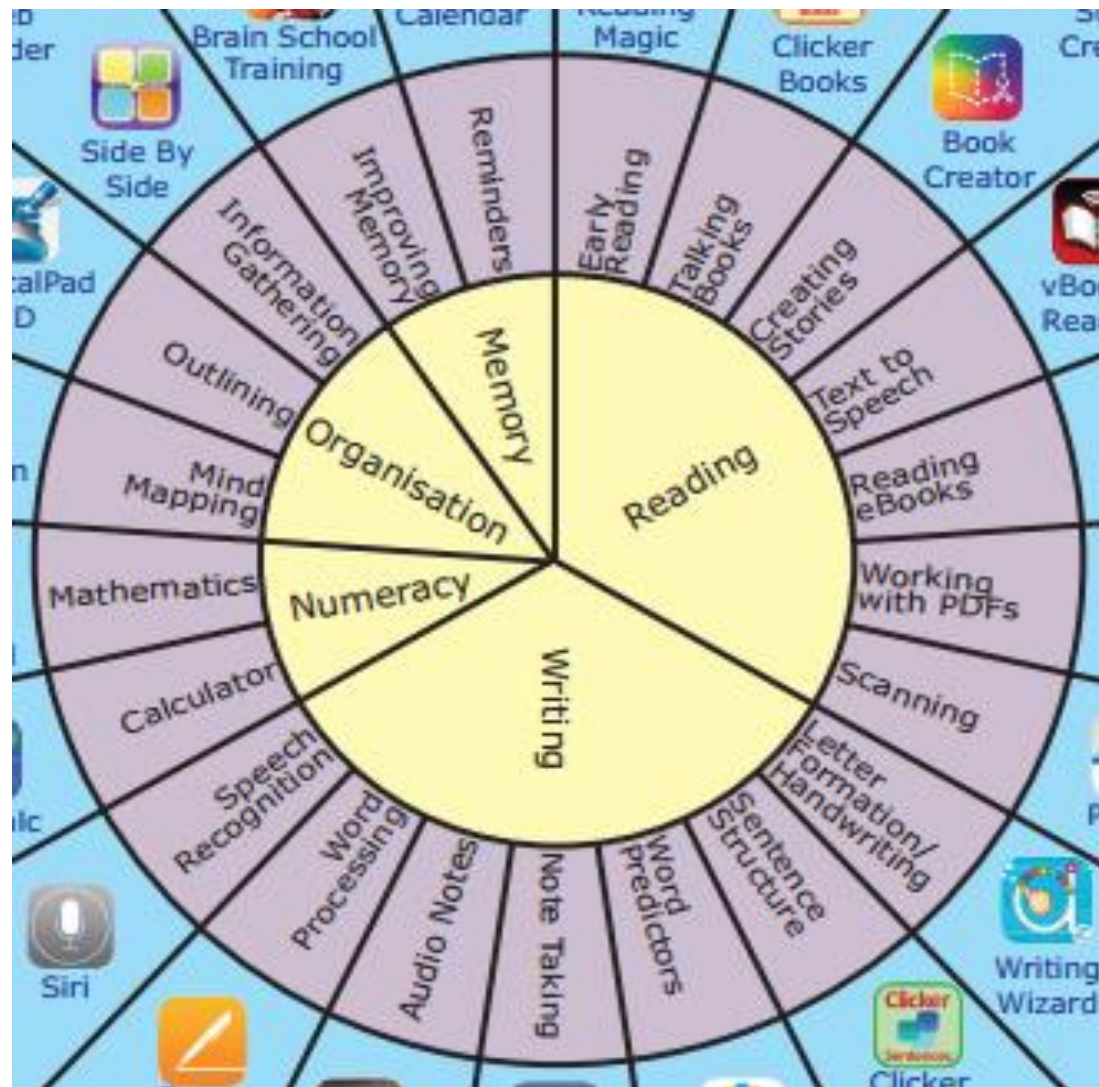 Brain School
Training
Calendar
Reading
Magic
Clicker
Books
Side By
Side
Book
Creator
Reminders
Improving
Memory
Early
Reading
Talking
Books
Information
Gathering
Creating
Stories
Outlining
Text to
Speech
Mind
Mapping
Reading
eBooks
Mathematics
Working
with PDFs
Calculator
Scanning
Speech
Recognition
Letter
Formation/
Handwriting
Word
Processing
Sentence
Structure
Audio Notes
Note Taking
Word
Predictors
Memory
Organisation
Reading
Numeracy
Writing
Siri
Writing
Wizard
Clicker
Sentences
Clicker